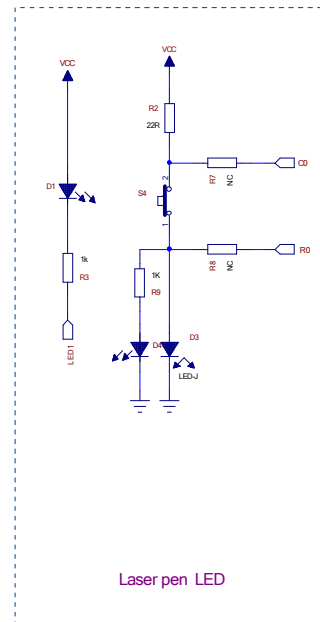 VCC
VCC
R2
22R
C0
R7
NC
D1
S4
2
1
R0
R8
NC
1k
R3
1K
R9
LED1
D4
D3
LED-J
Laser pen LED